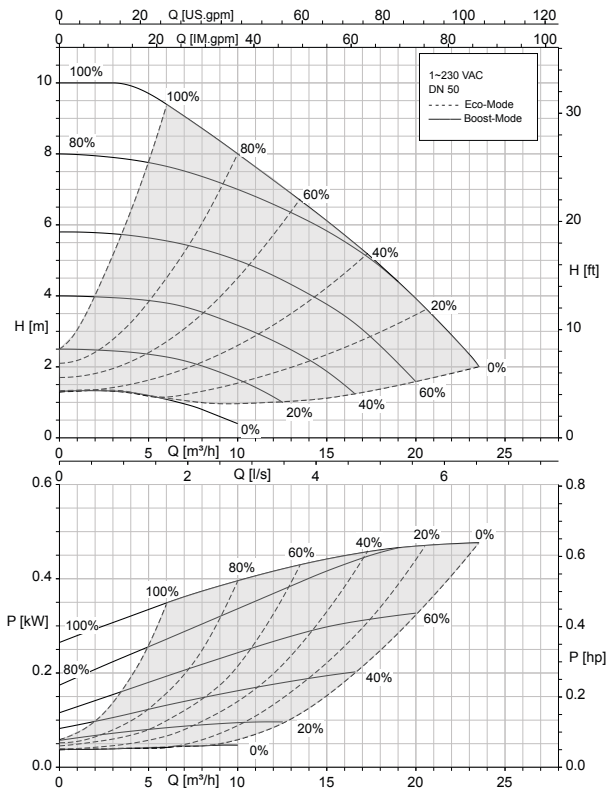 0 20 40 60 80 100 120
Q [US.gpm]
0 20 40 60 80 100
Q [IM.gpm]
1~230 VAC
DN 50
Eco-Mode
Boost-Mode
10
8
6
4
2
0
H [m]
30
20
10
0
H [ft]
100%
80%
100%
80%
60%
40%
20%
0%
60%
40%
20%
0%
0 5 10 15 20 25
Q [m³/h]
0 2 4 6
Q [l/s]
0.6
0.4
0.2
0.0
P [kW]
0.8
0.6
0.4
0.2
0.0
P [hp]
100%
80%
100%
80%
60%
40%
20%
0%
60%
40%
20%
0%
0 5 10 15 20 25
Q [m³/h]